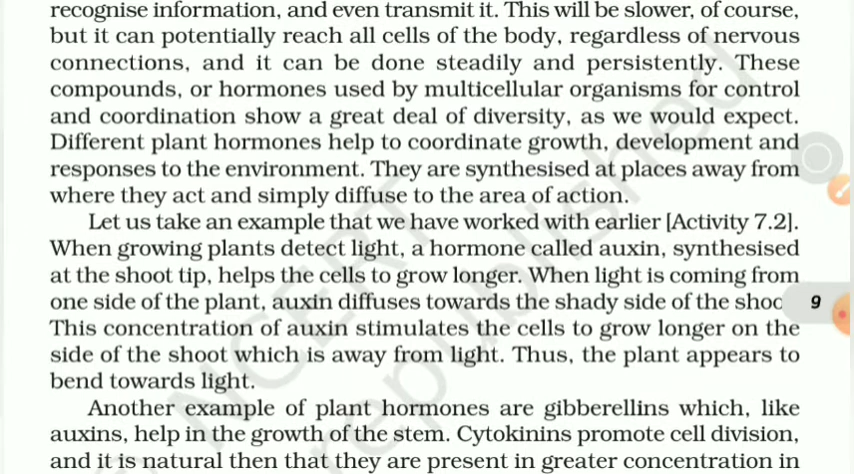 recognise information, and even transmit it. This will be slower, of course,
but it can potentially reach all cells of the body, regardless of nervous
connections, and it can be done steadily and persistently. These
compounds, or hormones used by multicellular organisms for control
and coordination show a great deal of diversity, as we would expect.
Different plant hormones help to coordinate growth, development and
responses to the environment. They are synthesised at places away from
where they act and simply diffuse to the area of action.
Let us take an example that we have worked with earlier [Activity 7.2].
When growing plants detect light, a hormone called auxin, synthesised
at the shoot tip, helps the cells to grow longer. When light is coming from
one side of the plant, auxin diffuses towards the shady side of the shoo
9
This concentration of auxin stimulates the cells to grow longer on the
side of the shoot which is away from light. Thus, the plant appears to
bend towards light.
Another example of plant hormones are gibberellins which, like
auxins, help in the growth of the stem. Cytokinins promote cell division,
and it is natural then that they are present in greater concentration in
NCERT
republished